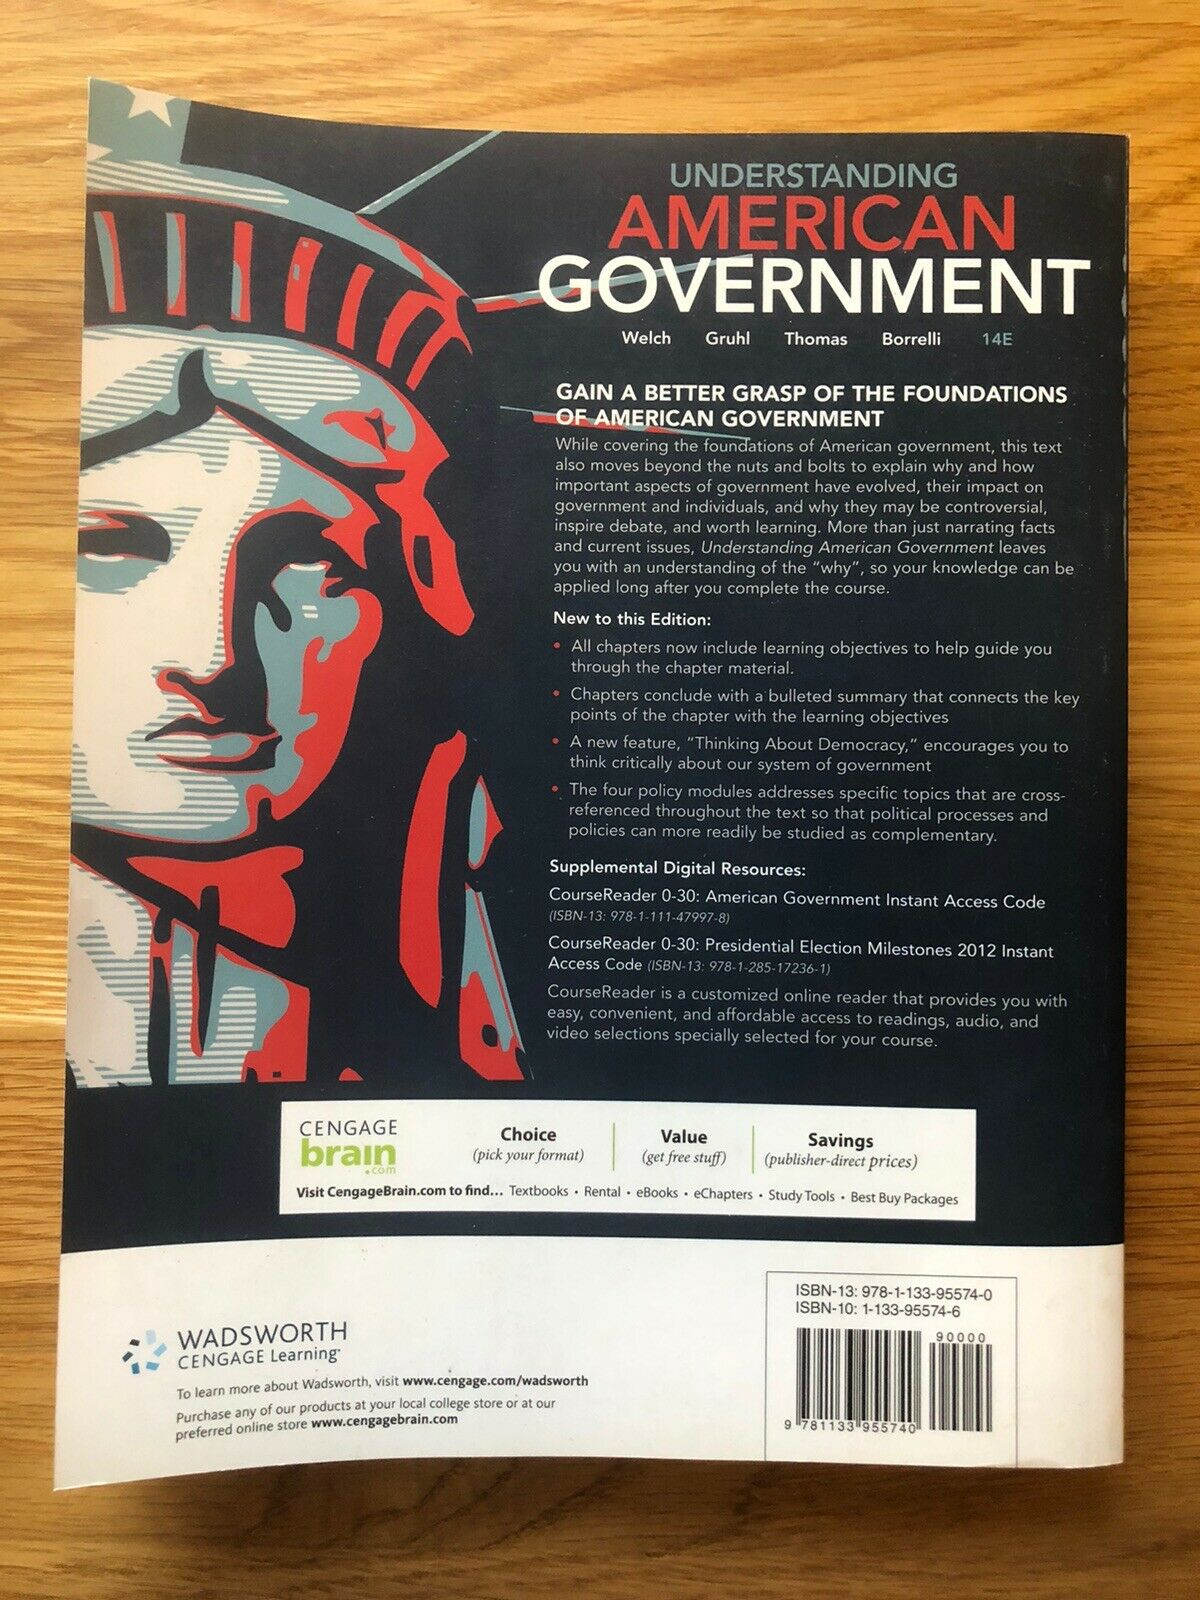 UNDERSTANDING
AMERICAN
GOVERNMENT
Welch Gruhl Thomas Borrelli 14E
GAIN A BETTER GRASP OF THE FOUNDATIONS
OF AMERICAN GOVERNMENT
While covering the foundations of American government, this text
also moves beyond the nuts and bolts to explain why and how
important aspects of government have evolved, their impact on
government and individuals, and why they may be controversial,
inspire debate, and worth learning. More than just narrating facts
and current issues, Understanding American Government leaves
you with an understanding of the “why”, so your knowledge can be
applied long after you complete the course.
New to this Edition:
• All chapters now include learning objectives to help guide you
through the chapter material.
• Chapters conclude with a bulleted summary that connects the key
points of the chapter with the learning objectives
• A new feature, “Thinking About Democracy,” encourages you to
think critically about our system of government
• The four policy modules addresses specific topics that are cross-
referenced throughout the text so that political processes and
policies can more readily be studied as complementary.
Supplemental Digital Resources:
CourseReader 0-30: American Government Instant Access Code
(ISBN-13: 978-1-111-47997-8)
CourseReader 0-30: Presidential Election Milestones 2012 Instant
Access Code (ISBN-13: 978-1-285-17236-1)
CourseReader is a customized online reader that provides you with
easy, convenient, and affordable access to readings, audio, and
video selections specially selected for your course.
CENGAGE
brain
.com
Choice
(pick your format)
Value
(get free stuff)
Savings
(publisher-direct prices)
Visit CengageBrain.com to find... Textbooks • Rental • eBooks • eChapters • Study Tools • Best Buy Packages
WADSWORTH
CENGAGE Learning™
To learn more about Wadsworth, visit www.cengage.com/wadsworth
Purchase any of our products at your local college store or at our
preferred online store www.cengagebrain.com
ISBN-13: 978-1-133-95574-0
ISBN-10: 1-133-95574-6
90000
9 781133 955740